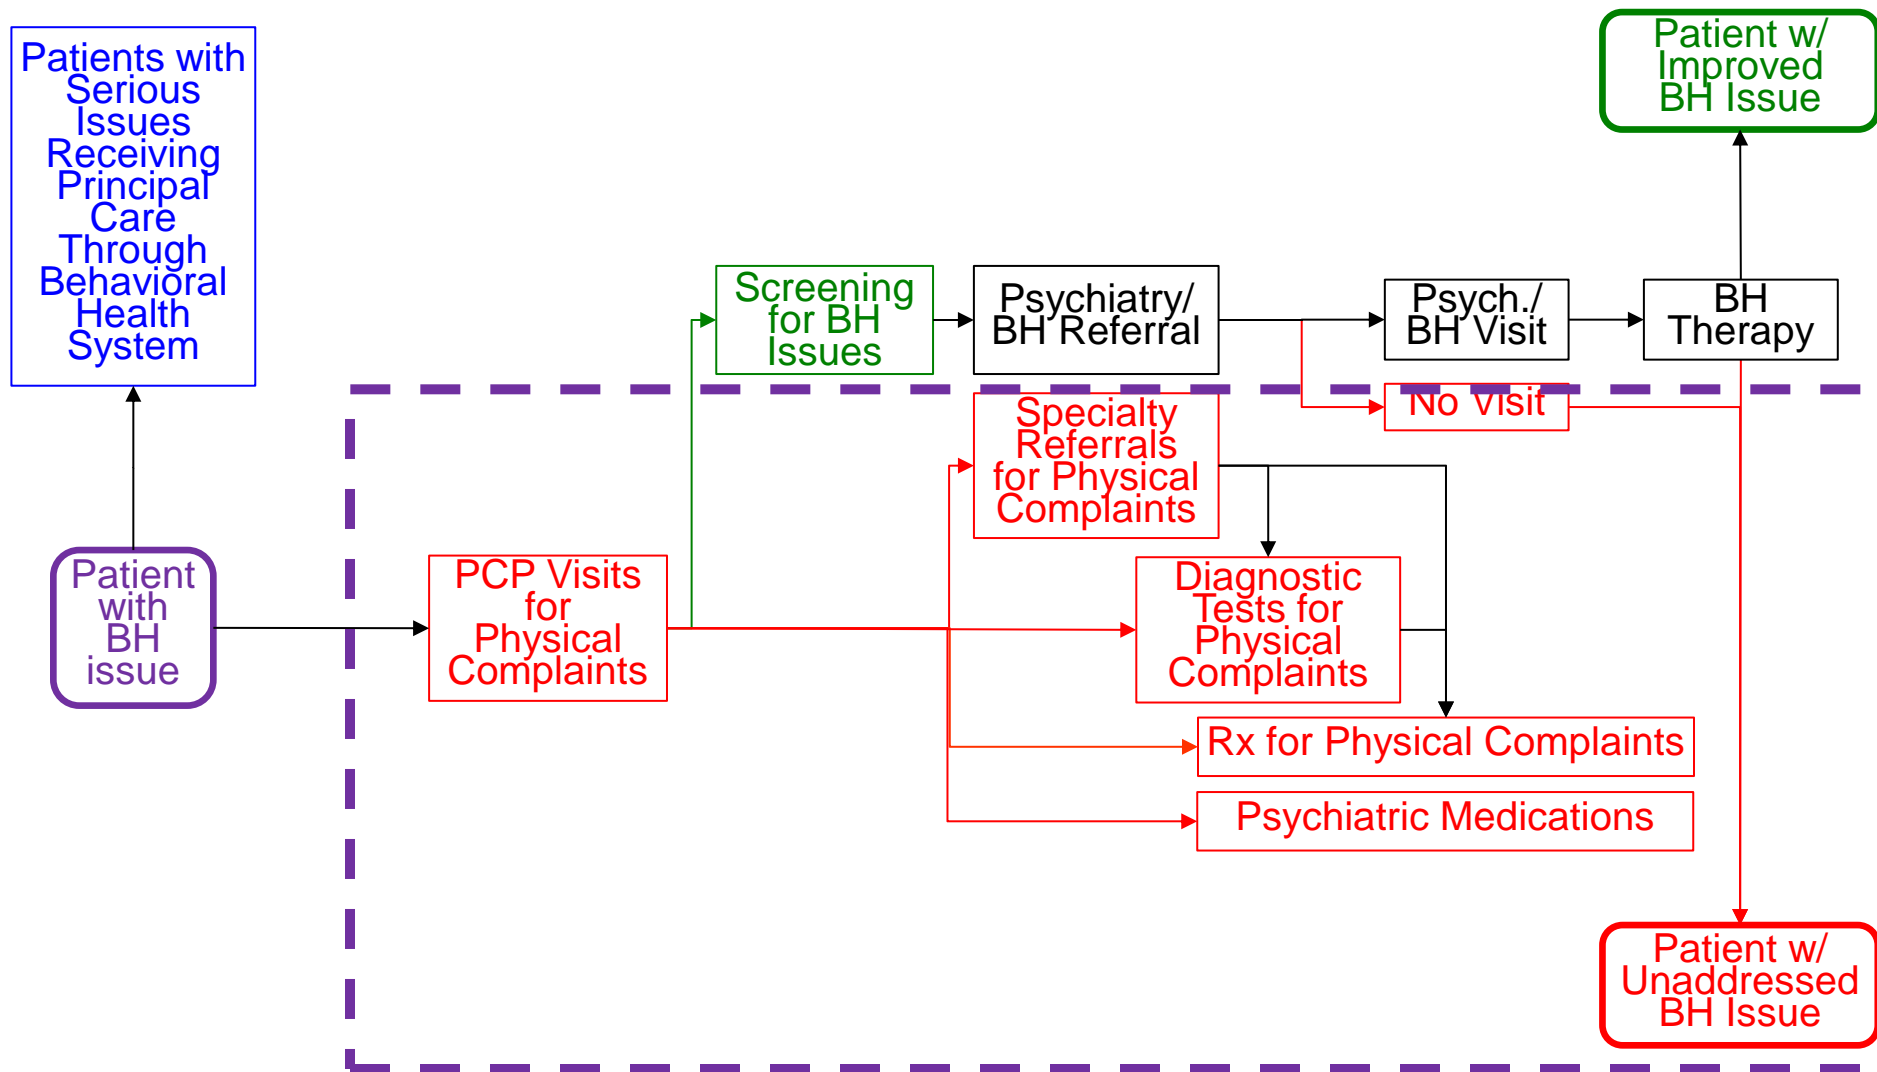 Patients with
Serious
Issues
Receiving
Principal
Care
Through
Behavioral
Health
System
Patient w/
Improved
BH Issue
Screening
for BH
Issues
Psychiatry/
BH Referral
Psych./
BH Visit
BH
Therapy
No Visit
Specialty
Referrals
for Physical
Complaints
Patient
with
BH
issue
PCP Visits
for
Physical
Complaints
Diagnostic
Tests for
Physical
Complaints
Rx for Physical Complaints
Psychiatric Medications
Patient w/
Unaddressed
BH Issue